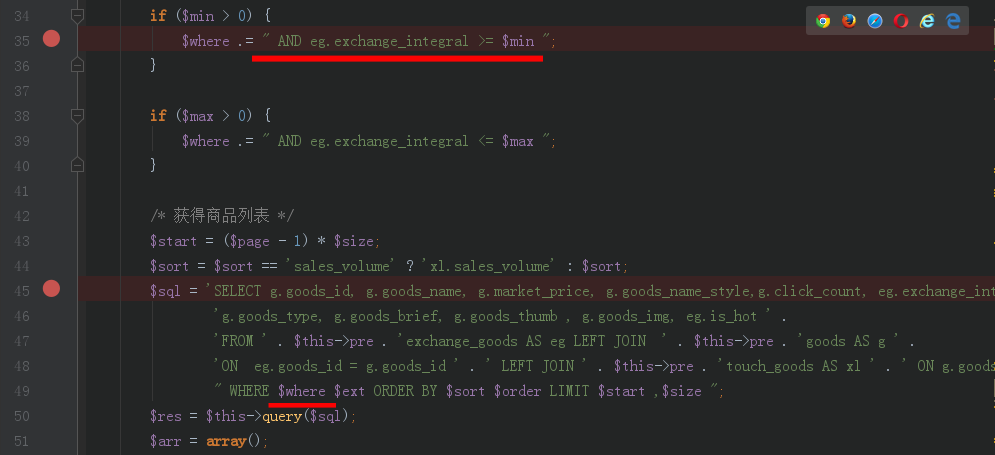 34 if ($min > 0) {
35 $where .= " AND eg.exchange_integral >= $min ";
36 }
37
38 if ($max > 0) {
39 $where .= " AND eg.exchange_integral <= $max ";
40 }
41
42 /* 获得商品列表 */
43 $start = ($page - 1) * $size;
44 $sort = $sort == 'sales_volume' ? 'xl.sales_volume' : $sort;
45 $sql = 'SELECT g.goods_id, g.goods_name, g.market_price, g.goods_name_style,g.click_count, eg.exchange_int
46 'g.goods_type, g.goods_brief, g.goods_thumb , g.goods_img, eg.is_hot ' .
47 'FROM ' . $this->pre . 'exchange_goods AS eg LEFT JOIN  ' . $this->pre . 'goods AS g ' .
48 'ON  eg.goods_id = g.goods_id ' .  ' LEFT JOIN ' . $this->pre . 'touch_goods AS xl ' . ' ON g.goods
49 " WHERE $where $ext ORDER BY $sort $order LIMIT $start ,$size ";
50 $res = $this->query($sql);
51 $arr = array();